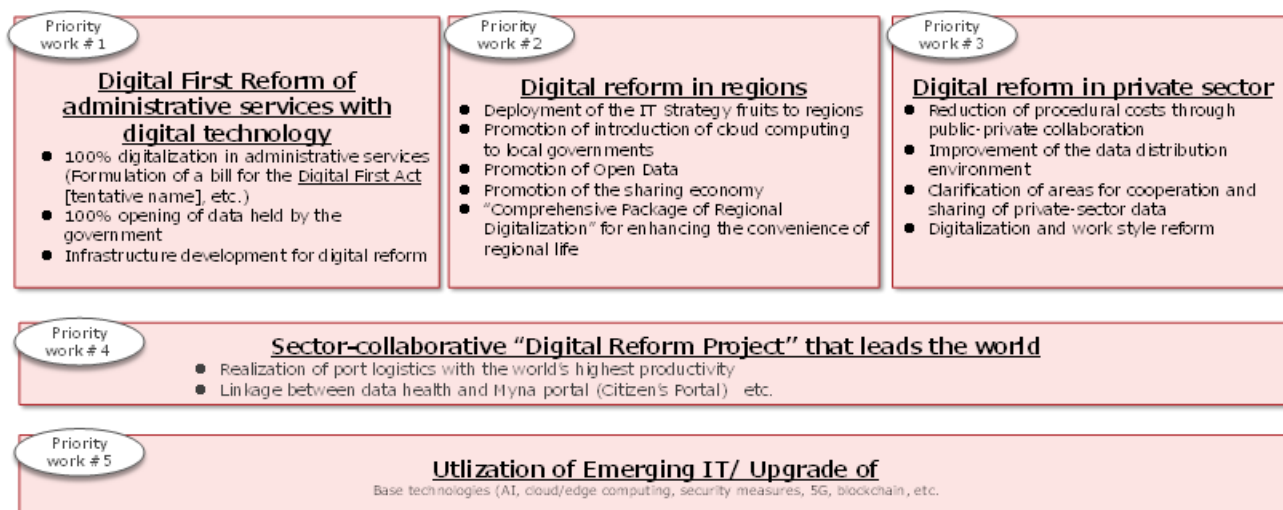 Priority
work #1
Digital First Reform of
administrative services with
digital technology
● 100% digitalization in administrative services
(Formulation of a bill for the Digital First Act
[tentative name], etc.)
● 100% opening of data held by the
government
● Infrastructure development for digital reform
Priority
work #2
Digital reform in regions
● Deployment of the IT Strategy fruits to regions
● Promotion of introduction of cloud computing
to local governments
● Promotion of Open Data
● Promotion of the sharing economy
● “Comprehensive Package of Regional
Digitalization” for enhancing the convenience of
regional life
Priority
work #3
Digital reform in private sector
● Reduction of procedural costs through
public-private collaboration
● Improvement of the data distribution
environment
● Clarification of areas for cooperation and
sharing of private-sector data
● Digitalization and work style reform
Priority
work #4
Sector-collaborative “Digital Reform Project” that leads the world
● Realization of port logistics with the world’s highest productivity
● Linkage between data health and Myna portal (Citizen’s Portal) etc.
Priority
work #5
Utlization of Emerging IT/ Upgrade of
Base technologies (AI, cloud/edge computing, security measures, 5G, blockchain, etc.